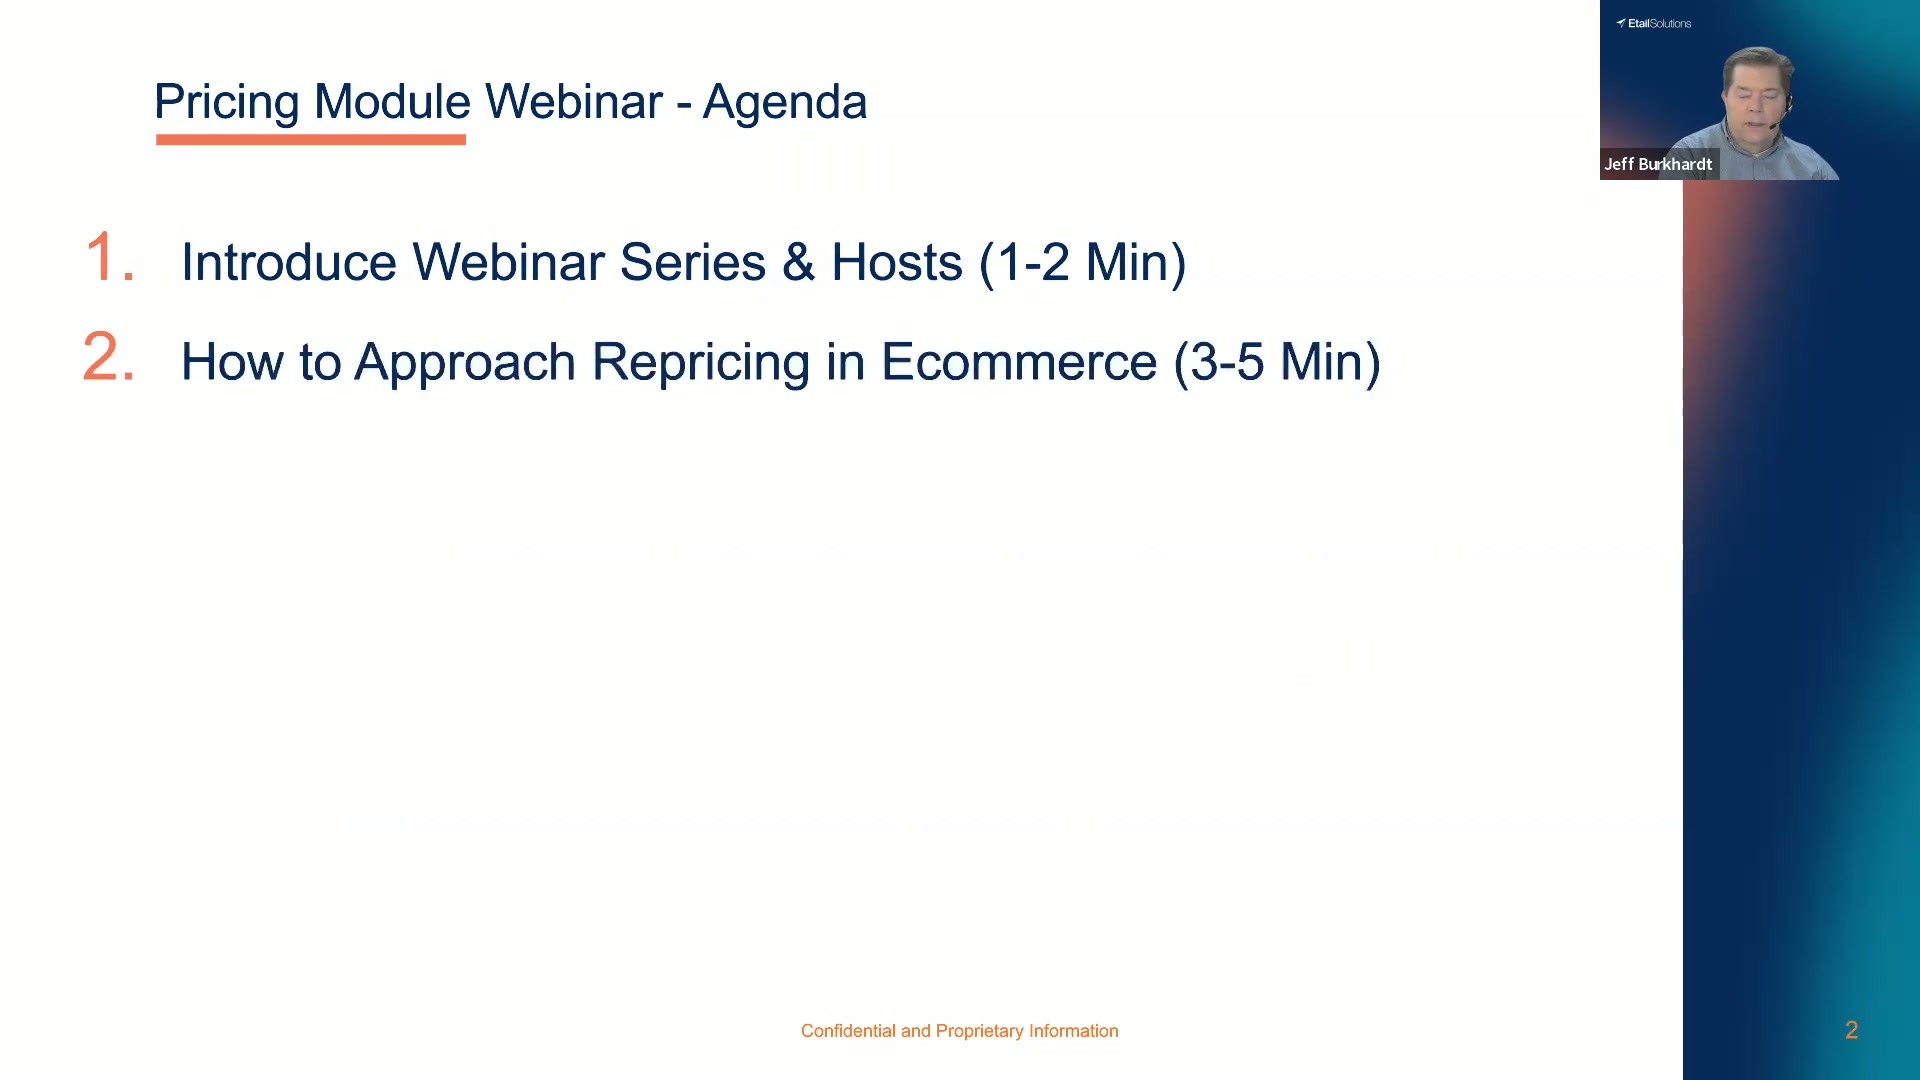 EtailSolutions
Pricing Module Webinar - Agenda
Jeff Burkhardt
1. Introduce Webinar Series & Hosts (1-2 Min)
2. How to Approach Repricing in Ecommerce (3-5 Min)
Confidential and Proprietary Information
2